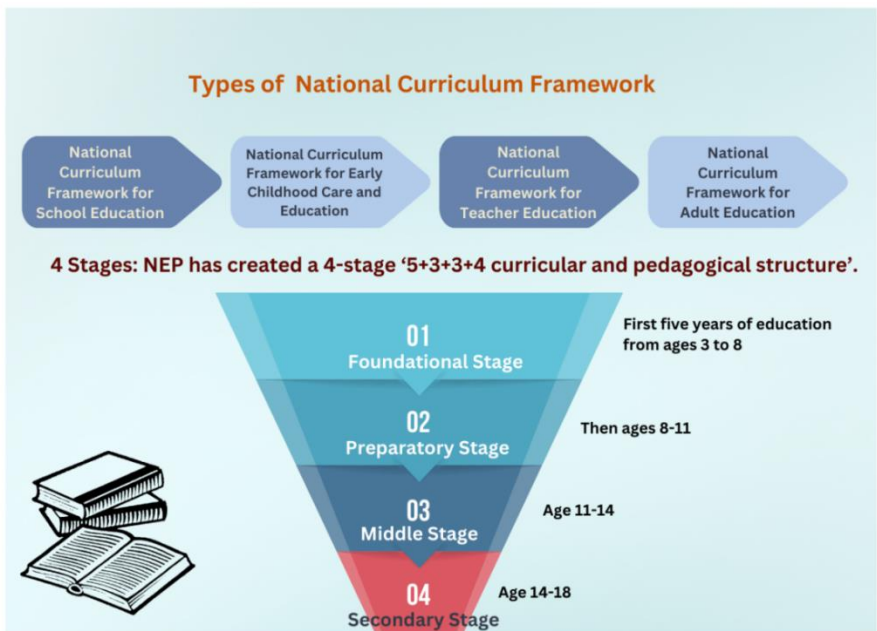 Types of National Curriculum Framework
National
Curriculum
Framework for
School Education
National Curriculum
Framework for Early
Childhood Care and
Education
National
Curriculum
Framework for
Teacher Education
National
Curriculum
Framework for
Adult Education
4 Stages: NEP has created a 4-stage ‘5+3+3+4 curricular and pedagogical structure’.
01
Foundational Stage
First five years of education
from ages 3 to 8
02
Preparatory Stage
Then ages 8-11
03
Middle Stage
Age 11-14
04
Secondary Stage
Age 14-18